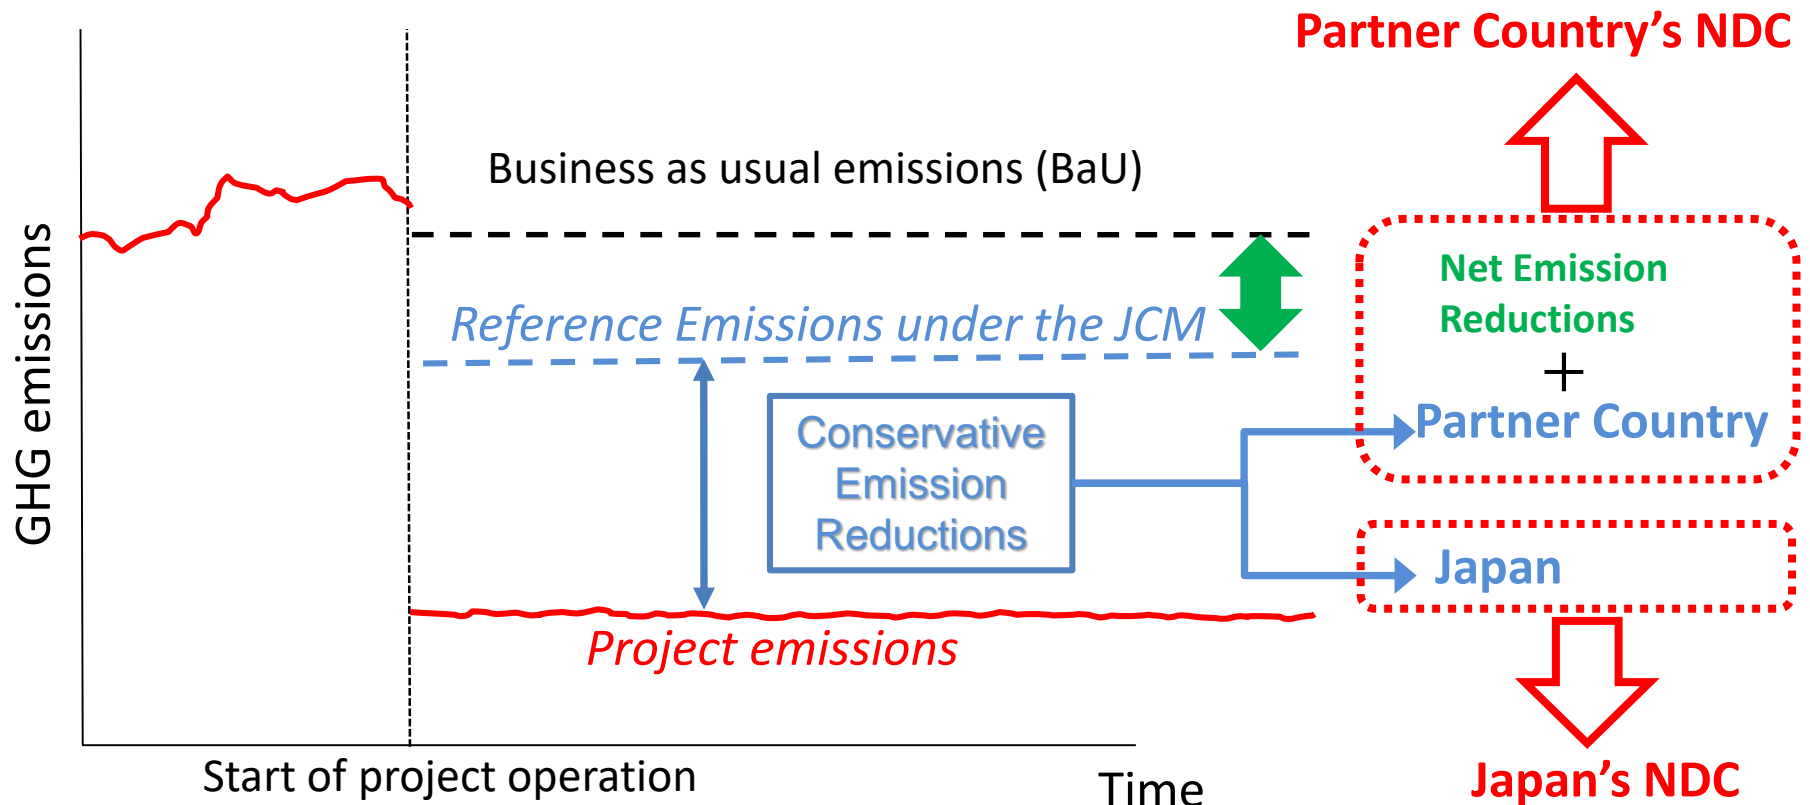 Partner Country’s NDC
Business as usual emissions (BaU)
GHG emissions
Net Emission
Reductions
+
Reference Emissions under the JCM
Partner Country
Conservative
Emission
Reductions
Japan
Project emissions
Start of project operation
Time
Japan’s NDC